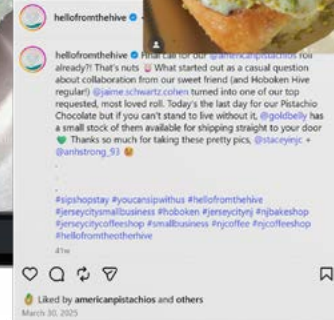 hellofromthehive
hellofromthehive Final call for our @americanpistachios roll
already?! That's nuts 🥜 What started out as a casual question
about collaboration from our sweet friend (and Hoboken Hive
regular!) @jaime.schwartz.cohen turned into one of our top
requested, most loved roll. Today's the last day for our Pistachio
Chocolate but if you can't stand to live without it, @goldbelly has
a small stock of them available for shipping straight to your door
💚 Thanks so much for taking these pretty pics, @staceyinjc +
@anhstrong_93
.
.
.
#sipshopstay #youcansipwithus #hellofromthehive
#jerseycitysmallbusiness #hoboken #jerseycitynj #njbakeshop
#jerseycitycoffeeshop #smallbusiness #njcoffee #njcoffeeshop
#hellofromtheotherhive
41w
Liked by americanpistachios and others
March 30, 2025